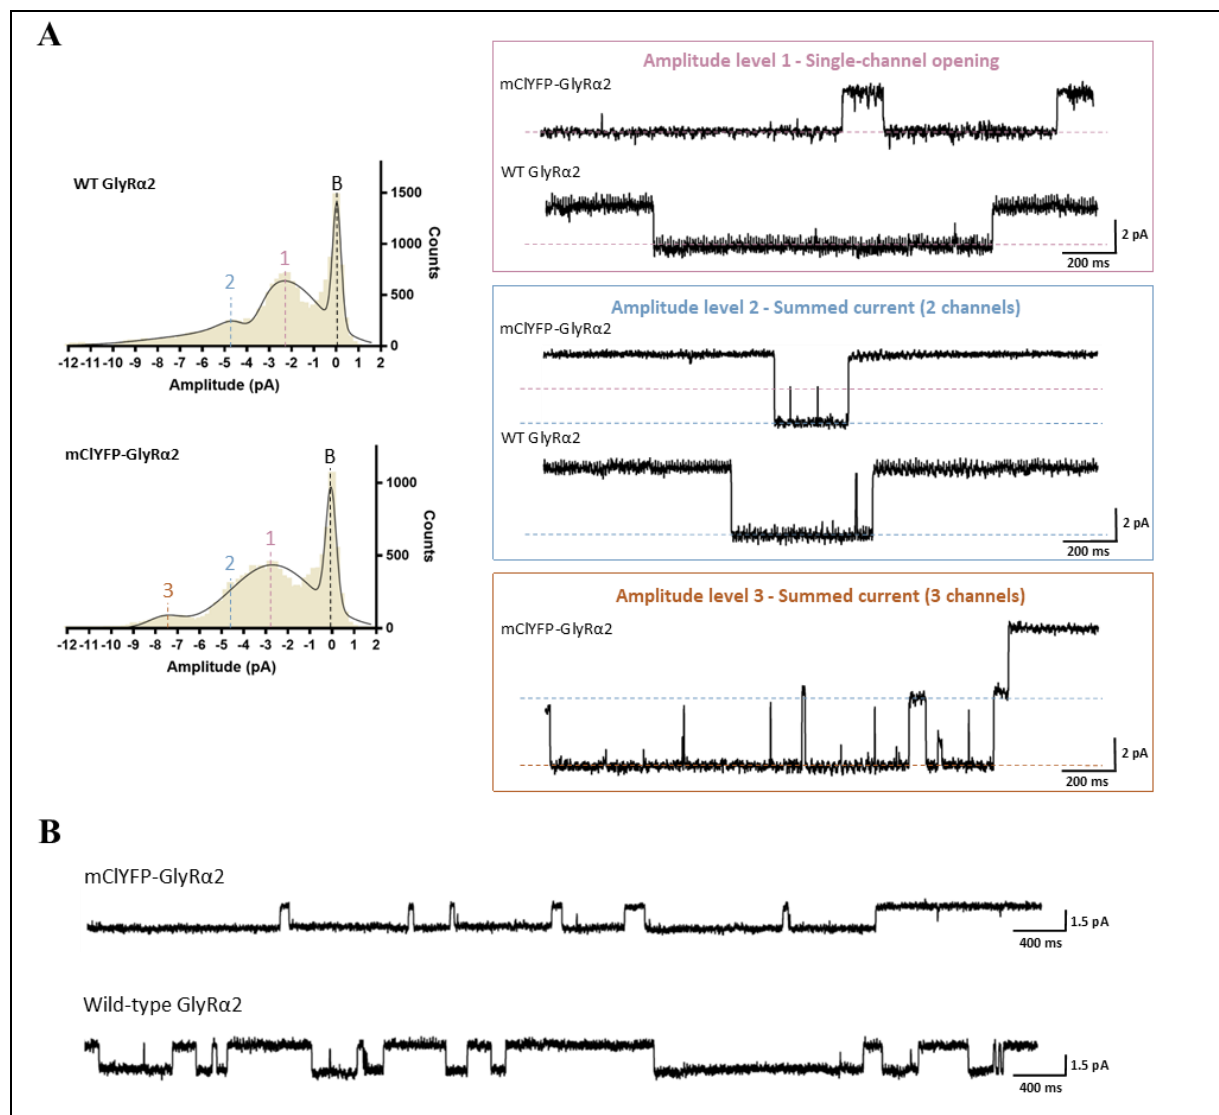 A
WT GlyRα2
B
1
2
1500
1000
500
0
Counts
-12 -11 -10 -9 -8 -7 -6 -5 -4 -3 -2 -1 0 1 2
Amplitude (pA)
mClYFP-GlyRα2
B
1
2
3
1000
500
0
Counts
-12 -11 -10 -9 -8 -7 -6 -5 -4 -3 -2 -1 0 1 2
Amplitude (pA)
Amplitude level 1 - Single-channel opening
mClYFP-GlyRα2
WT GlyRα2
2 pA
200 ms
Amplitude level 2 - Summed current (2 channels)
mClYFP-GlyRα2
WT GlyRα2
2 pA
200 ms
Amplitude level 3 - Summed current (3 channels)
mClYFP-GlyRα2
2 pA
200 ms
B
mClYFP-GlyRα2
1.5 pA
400 ms
Wild-type GlyRα2
1.5 pA
400 ms